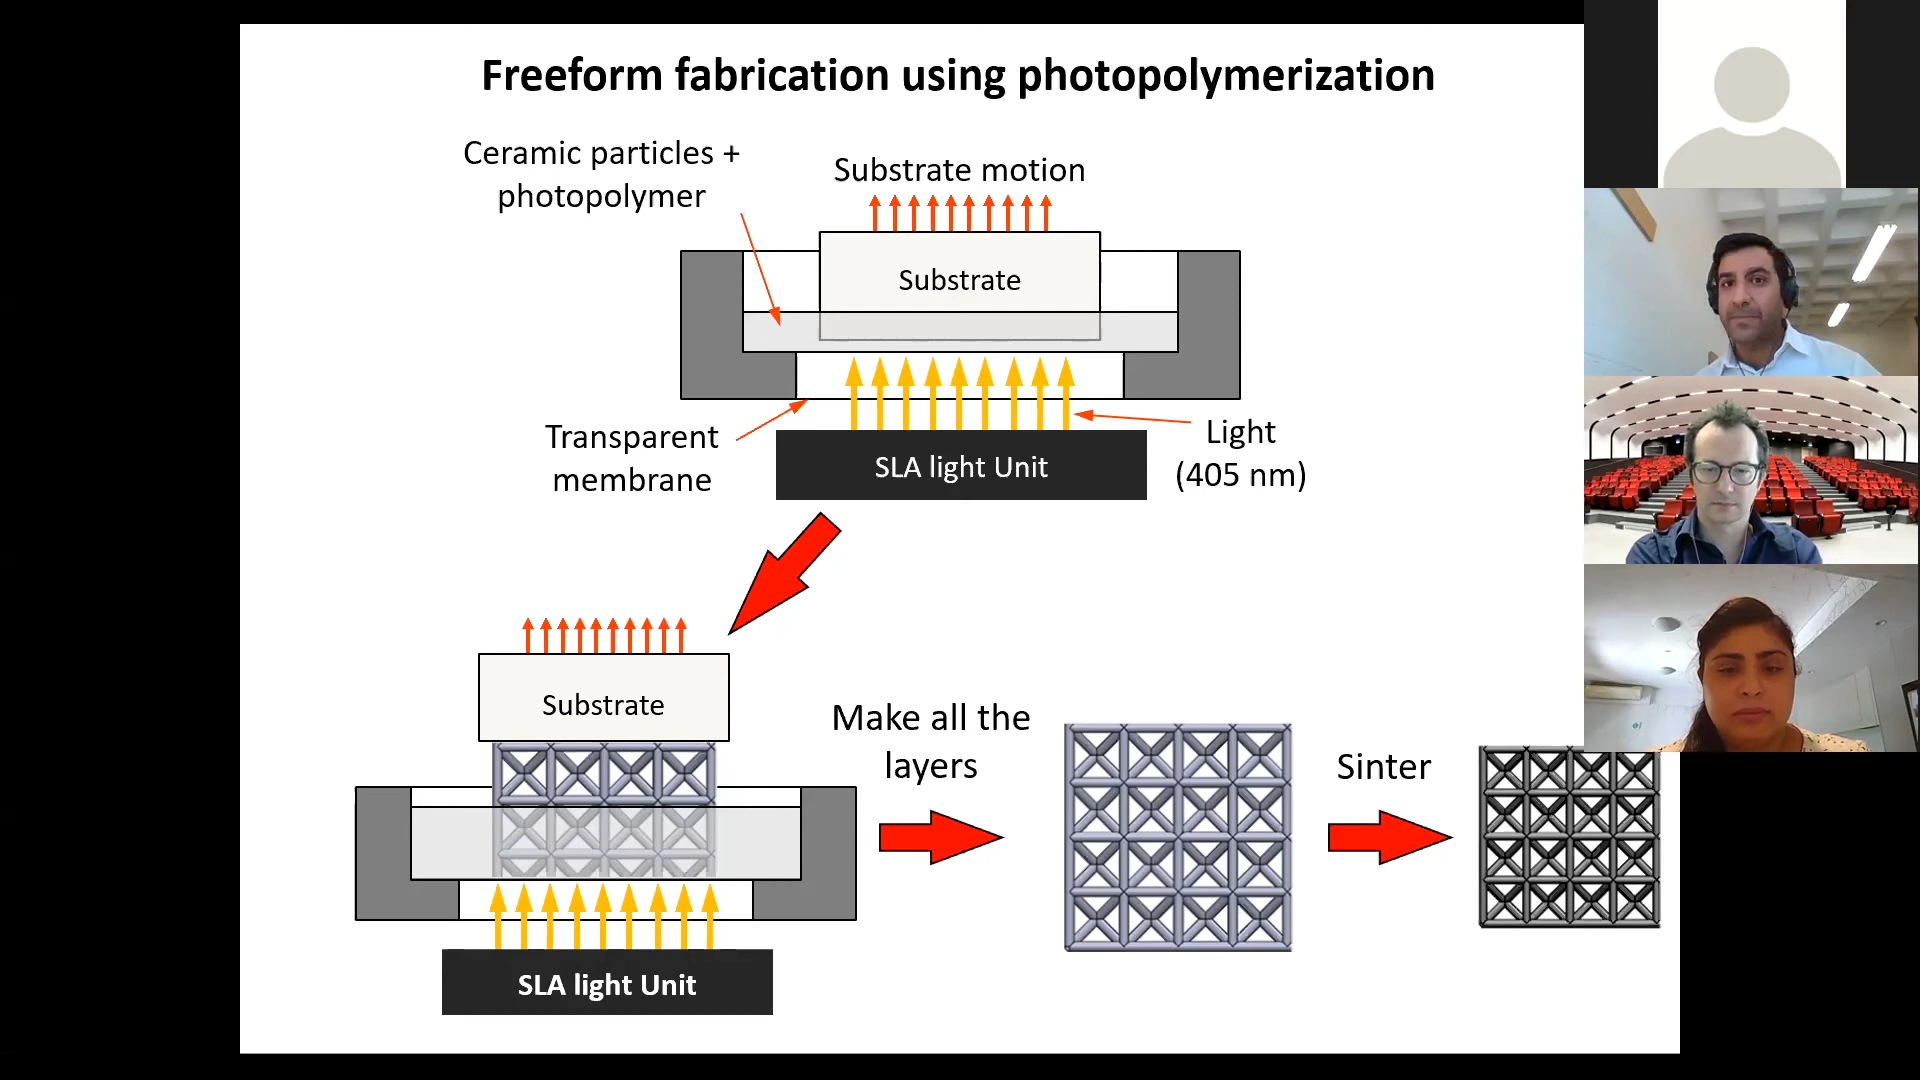 Freeform fabrication using photopolymerization
Ceramic particles +
photopolymer
Substrate motion
Substrate
Transparent
membrane
Light
(405 nm)
SLA light Unit
Substrate
Make all the
layers
Sinter
SLA light Unit